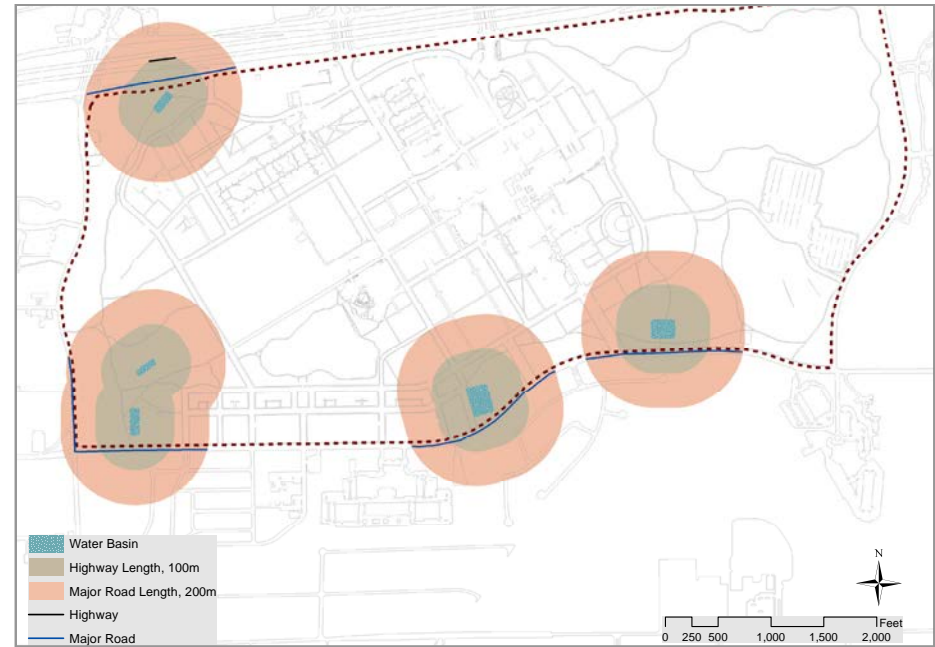 Water Basin
Highway Length, 100m
Major Road Length, 200m
Highway
Major Road
N
Feet
0 250 500 1,000 1,500 2,000